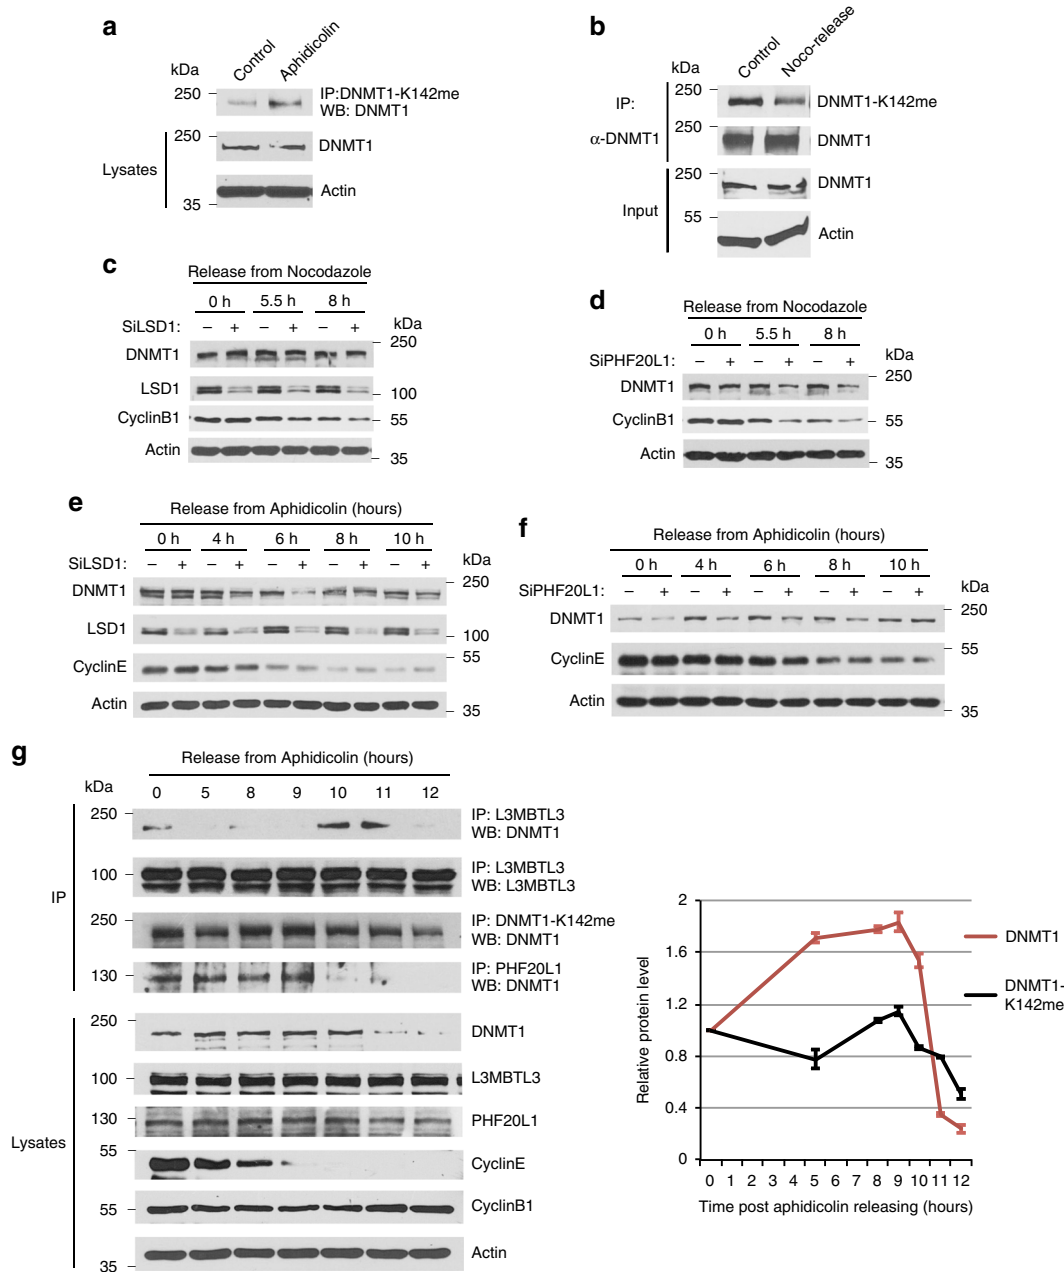 a
kDa
Control
Aphidicolin
250
IP:DNMT1-K142me
WB: DNMT1
250
DNMT1
Lysates
Actin
35
b
kDa
Control
Noco-release
250
IP:
DNMT1-K142me
250
α-DNMT1
DNMT1
250
DNMT1
Input
55
Actin
c
Release from Nocodazole
0 h 5.5 h 8 h
SiLSD1: – + – + – + kDa
250
DNMT1
LSD1
100
CyclinB1
55
Actin
35
d
Release from Nocodazole
0 h 5.5 h 8 h
SiPHF20L1: – + – + – + kDa
250
DNMT1
CyclinB1
55
Actin
35
e
Release from Aphidicolin (hours)
0 h 4 h 6 h 8 h 10 h
SiLSD1: – + – + – + – + – + kDa
250
DNMT1
LSD1
100
55
CyclinE
Actin
35
f
Release from Aphidicolin (hours)
0 h 4 h 6 h 8 h 10 h
SiPHF20L1: – + – + – + – + – + kDa
250
DNMT1
55
CyclinE
Actin
35
g
Release from Aphidicolin (hours)
kDa
0 5 8 9 10 11 12
250
IP: L3MBTL3
WB: DNMT1
IP
100
IP: L3MBTL3
WB: L3MBTL3
250
IP: DNMT1-K142me
WB: DNMT1
130
IP: PHF20L1
WB: DNMT1
250
DNMT1
100
L3MBTL3
130
PHF20L1
Lysates
55
CyclinE
55
CyclinB1
Actin
35
Relative protein level
2
1.6
1.2
0.8
0.4
0
0 1 2 3 4 5 6 7 8 9 10 11 12
Time post aphidicolin releasing (hours)
DNMT1
DNMT1-
K142me